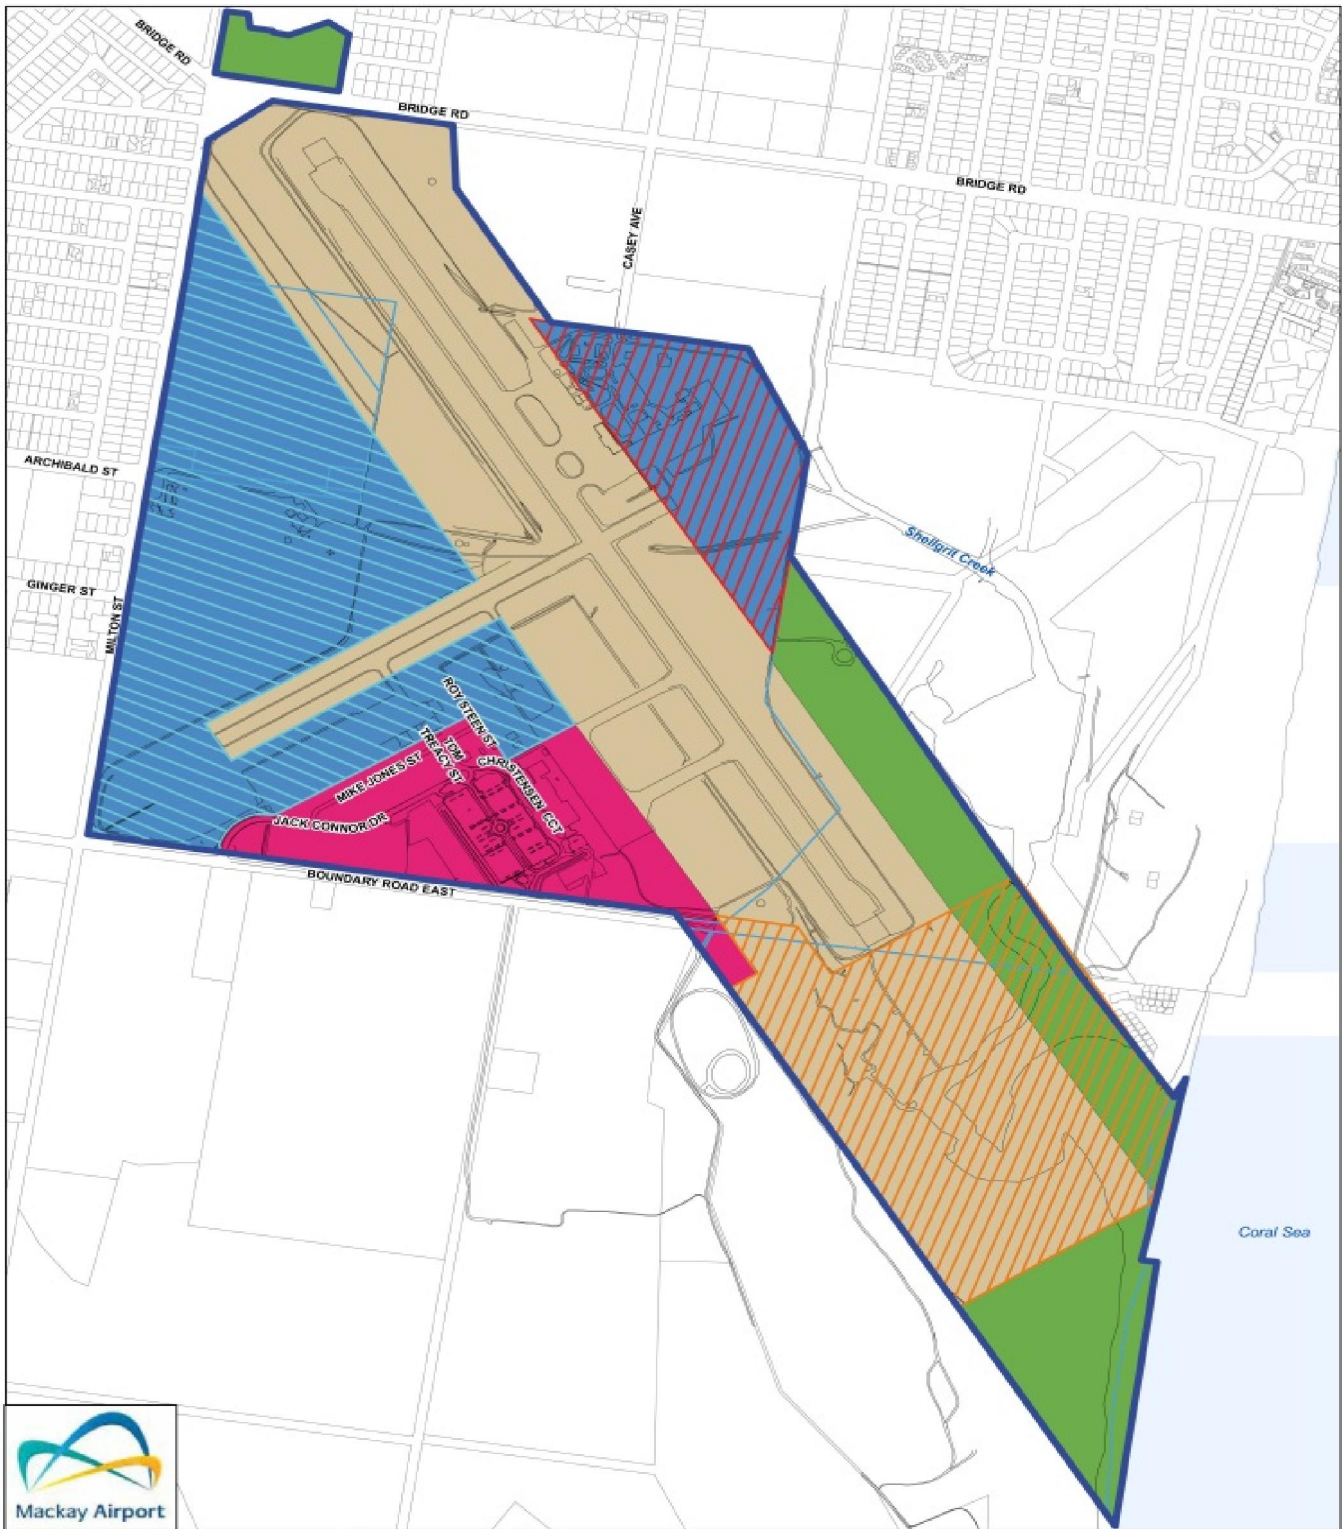 BRIDGE RD
BRIDGE RD
BRIDGE RD
CASEY AVE
ARCHIBALD ST
Shellgrit Creek
GINGER ST
MILTON ST
ROY STEEN ST
TOM
TREACY ST
MIKE JONES ST
CHRISTENSEN CCT
JACK CONNOR DR
BOUNDARY ROAD EAST
Coral Sea
Mackay Airport